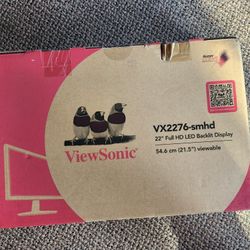 VX2276-smhd
22" Full HD LED Backlit Display
54.6 cm (21.5") viewable
ViewSonic